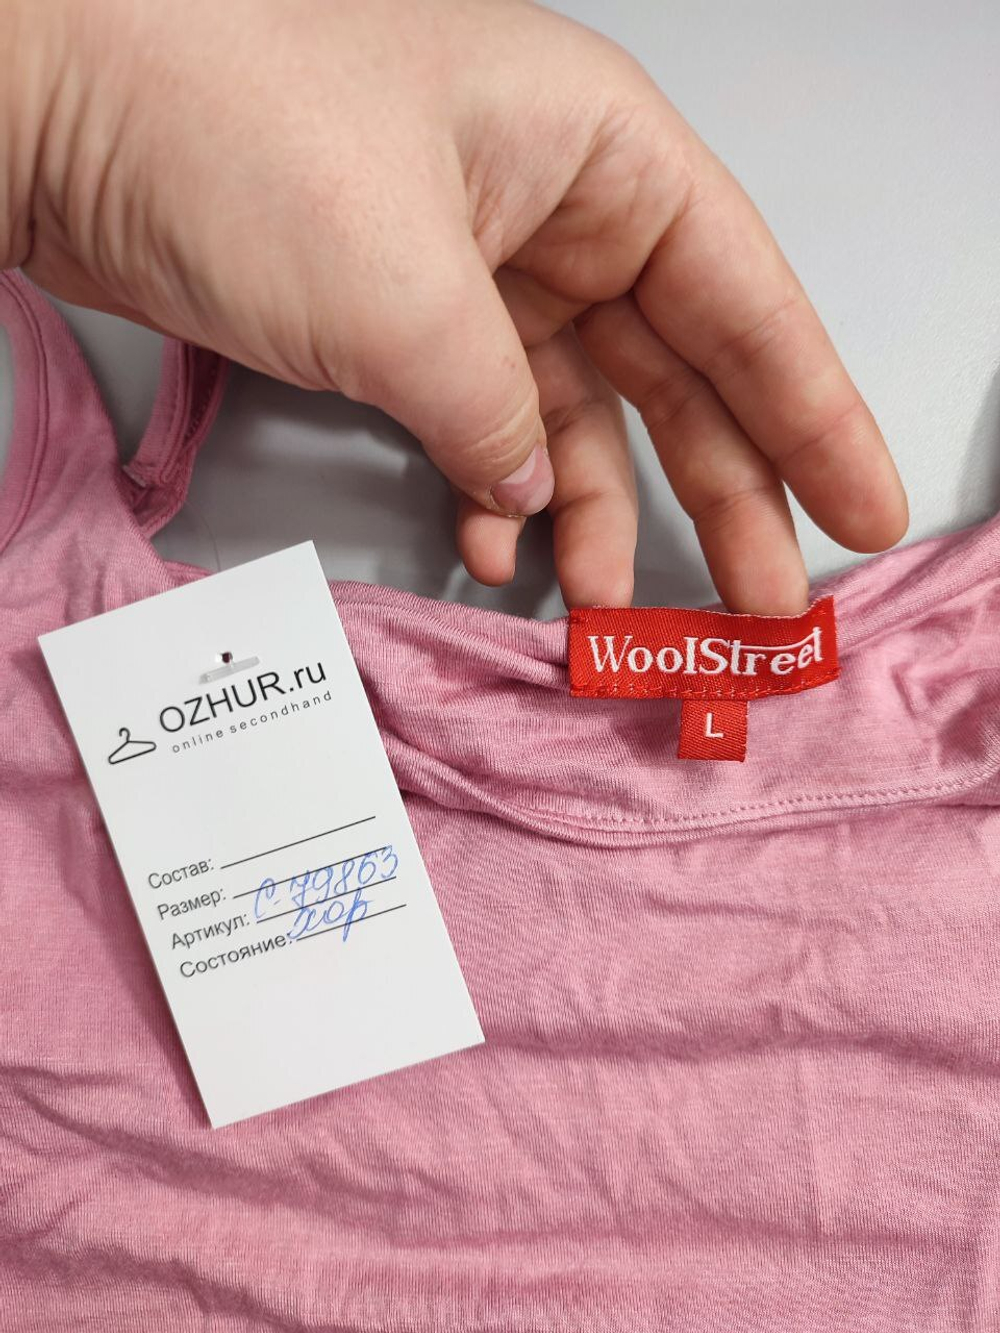 OZHUR.ru
online secondhand
Состав:
Размер:
Артикул: С-79863
Состояние: хор
WoolStreet
L